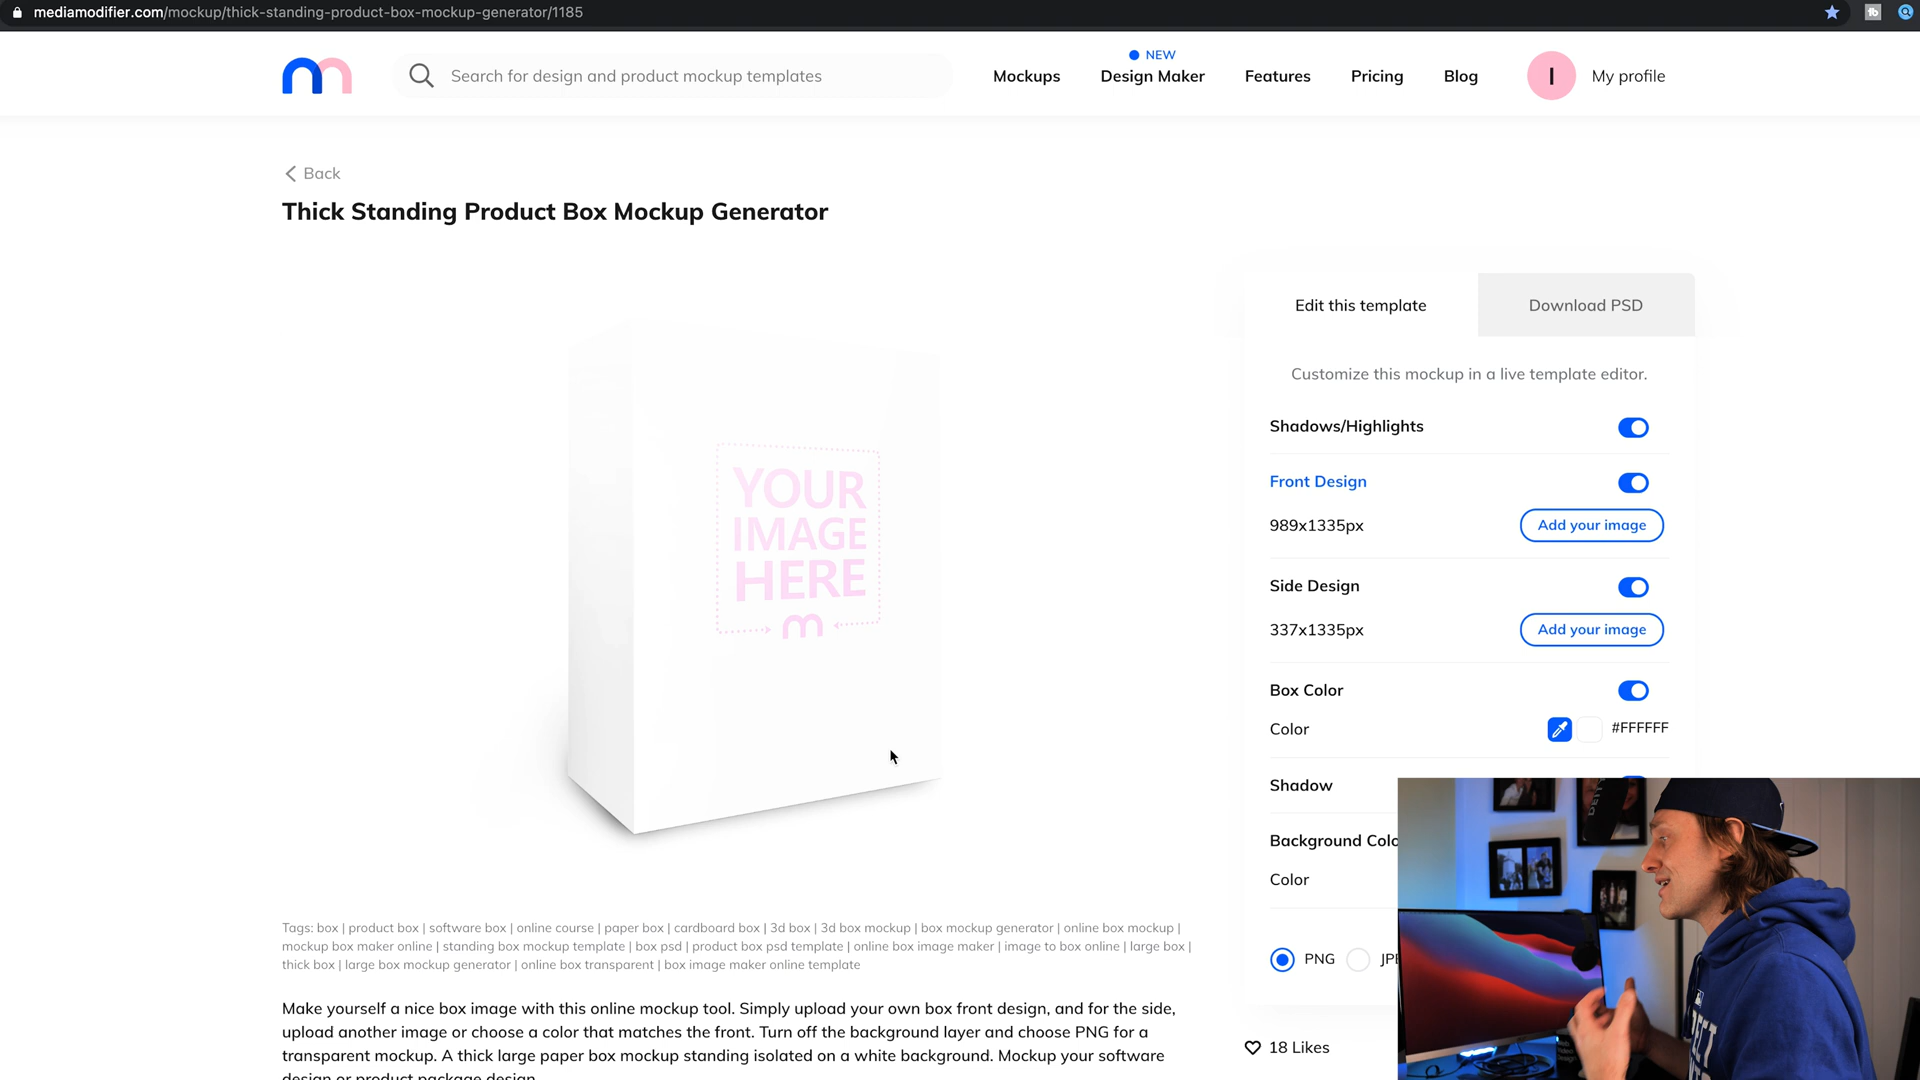 mediamodifier.com/mockup/thick-standing-product-box-mockup-generator/1185
Search for design and product mockup templates
Mockups
NEW
Design Maker
Features
Pricing
Blog
I
My profile
Back
Thick Standing Product Box Mockup Generator
YOUR
IMAGE
HERE
Edit this template
Download PSD
Customize this mockup in a live template editor.
Shadows/Highlights
Front Design
989x1335px
Add your image
Side Design
337x1335px
Add your image
Box Color
Color
#FFFFFF
Shadow
Background Colo
Color
PNG
JPE
18 Likes
Tags: box | product box | software box | online course | paper box | cardboard box | 3d box | 3d box mockup | box mockup generator | online box mockup |
mockup box maker online | standing box mockup template | box psd | product box psd template | online box image maker | image to box online | large box |
thick box | large box mockup generator | online box transparent | box image maker online template
Make yourself a nice box image with this online mockup tool. Simply upload your own box front design, and for the side,
upload another image or choose a color that matches the front. Turn off the background layer and choose PNG for a
transparent mockup. A thick large paper box mockup standing isolated on a white background. Mockup your software
design or product package design.